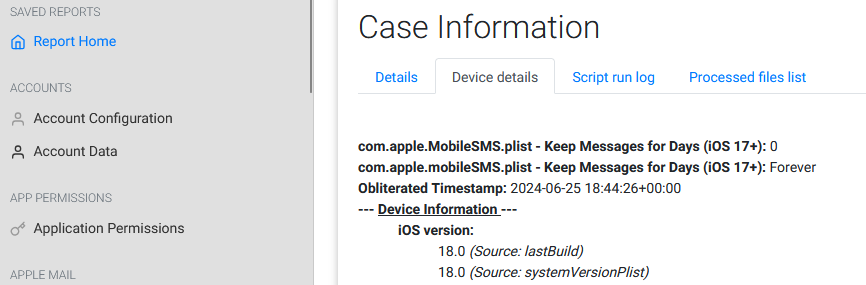 SAVED REPORTS
Report Home
ACCOUNTS
Account Configuration
Account Data
APP PERMISSIONS
Application Permissions
APPLE MAIL
Case Information
Details Device details Script run log Processed files list
com.apple.MobileSMS.plist - Keep Messages for Days (iOS 17+): 0
com.apple.mobileSMS.plist - Keep Messages for Days (iOS 17+): Forever
Obliterated Timestamp: 2024-06-25 18:44:26+00:00
--- Device Information ---
iOS version:
18.0 (Source: lastBuild)
18.0 (Source: systemVersionPlist)